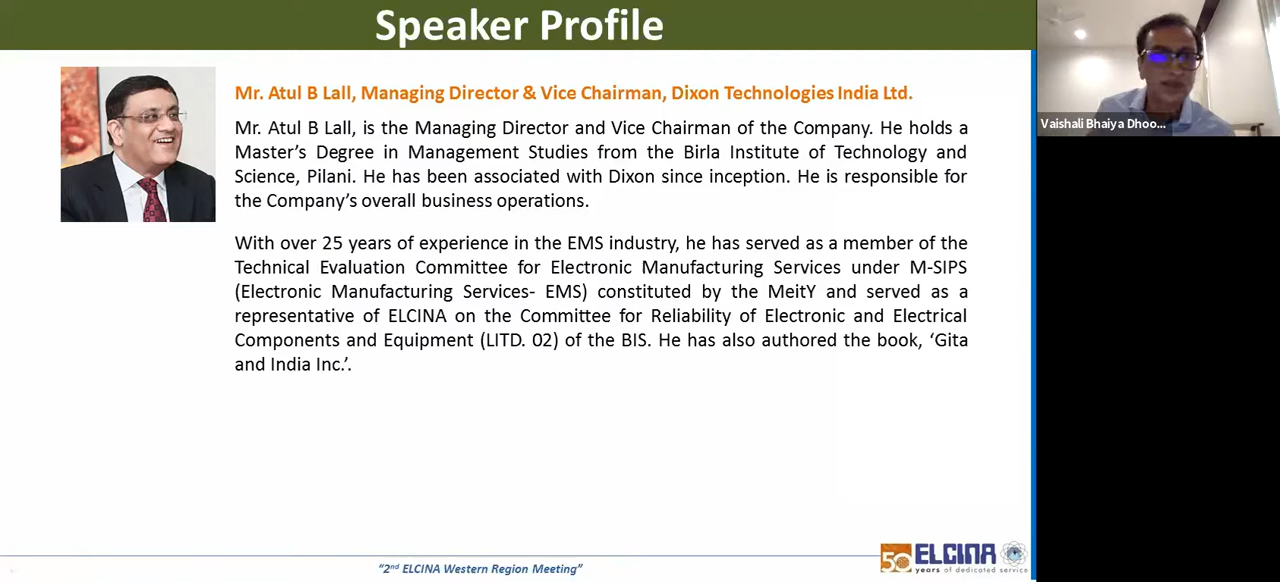 Speaker Profile
Vaishali Bhaiya Dhoo...
Mr. Atul B Lall, Managing Director & Vice Chairman, Dixon Technologies India Ltd.
Mr. Atul B Lall, is the Managing Director and Vice Chairman of the Company. He holds a
Master’s Degree in Management Studies from the Birla Institute of Technology and
Science, Pilani. He has been associated with Dixon since inception. He is responsible for
the Company’s overall business operations.
With over 25 years of experience in the EMS industry, he has served as a member of the
Technical Evaluation Committee for Electronic Manufacturing Services under M-SIPS
(Electronic Manufacturing Services- EMS) constituted by the MeitY and served as a
representative of ELCINA on the Committee for Reliability of Electronic and Electrical
Components and Equipment (LITD. 02) of the BIS. He has also authored the book, ‘Gita
and India Inc.’.
50 ELCINA
years of dedicated service
“2nd ELCINA Western Region Meeting”